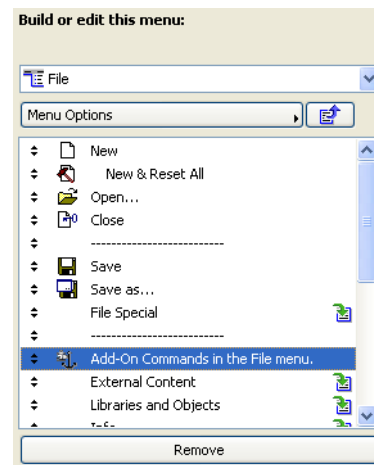 Build or edit this menu:
File
Menu Options
New
New & Reset All
Open...
Close
--------------------------
Save
Save as...
File Special
--------------------------
Add-On Commands in the File menu.
External Content
Libraries and Objects
Remove